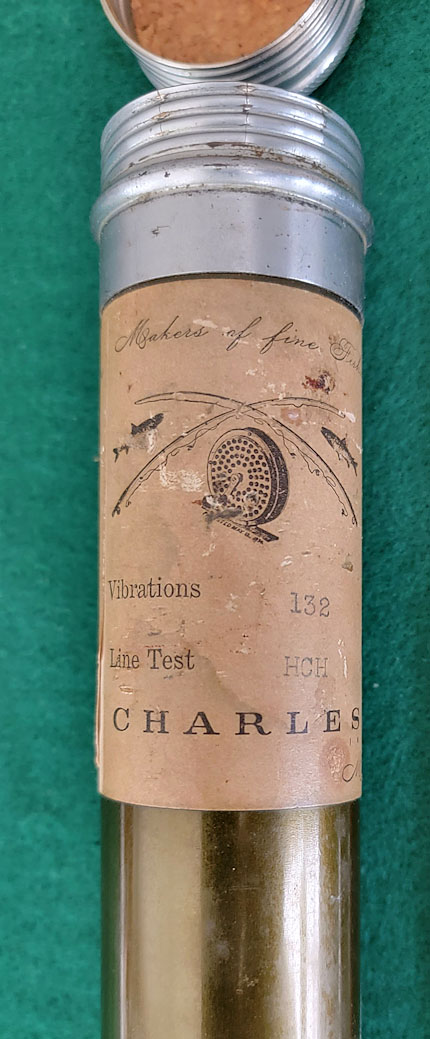 Makers of fine
Vibrations 132
Line Test HCH
CHARLES